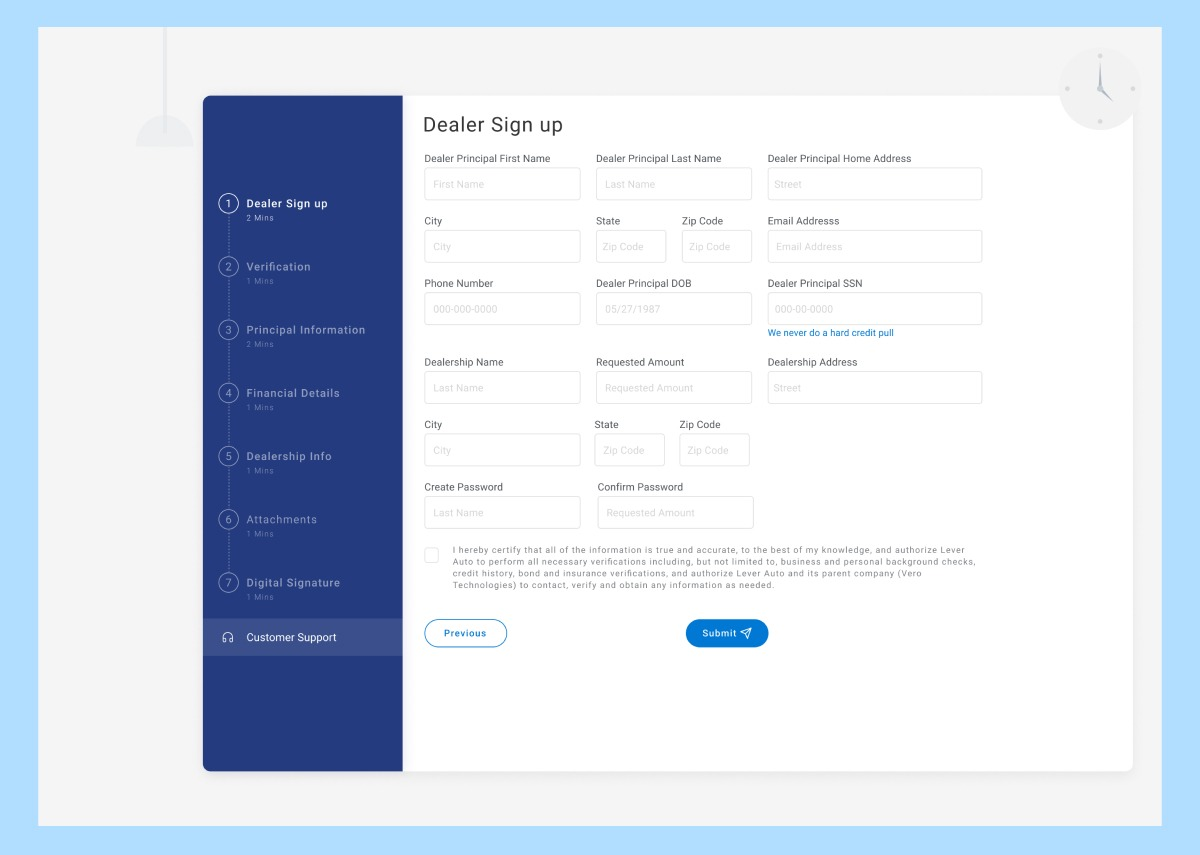 1 Dealer Sign up
2 Mins
2 Verification
1 Mins
3 Principal Information
2 Mins
4 Financial Details
1 Mins
5 Dealership Info
1 Mins
6 Attachments
1 Mins
7 Digital Signature
1 Mins
Customer Support
Dealer Sign up
Dealer Principal First Name Dealer Principal Last Name Dealer Principal Home Address
First Name Last Name Street
City State Zip Code Email Addresss
City Zip Code Zip Code Email Address
Phone Number Dealer Principal DOB Dealer Principal SSN
000-000-0000 05/27/1987 000-00-0000
We never do a hard credit pull
Dealership Name Requested Amount Dealership Address
Last Name Requested Amount Street
City State Zip Code
City Zip Code Zip Code
Create Password Confirm Password
Last Name Requested Amount
I hereby certify that all of the information is true and accurate, to the best of my knowledge, and authorize Lever
Auto to perform all necessary verifications including, but not limited to, business and personal background checks,
credit history, bond and insurance verifications, and authorize Lever Auto and its parent company (Vero
Technologies) to contact, verify and obtain any information as needed.
Previous Submit